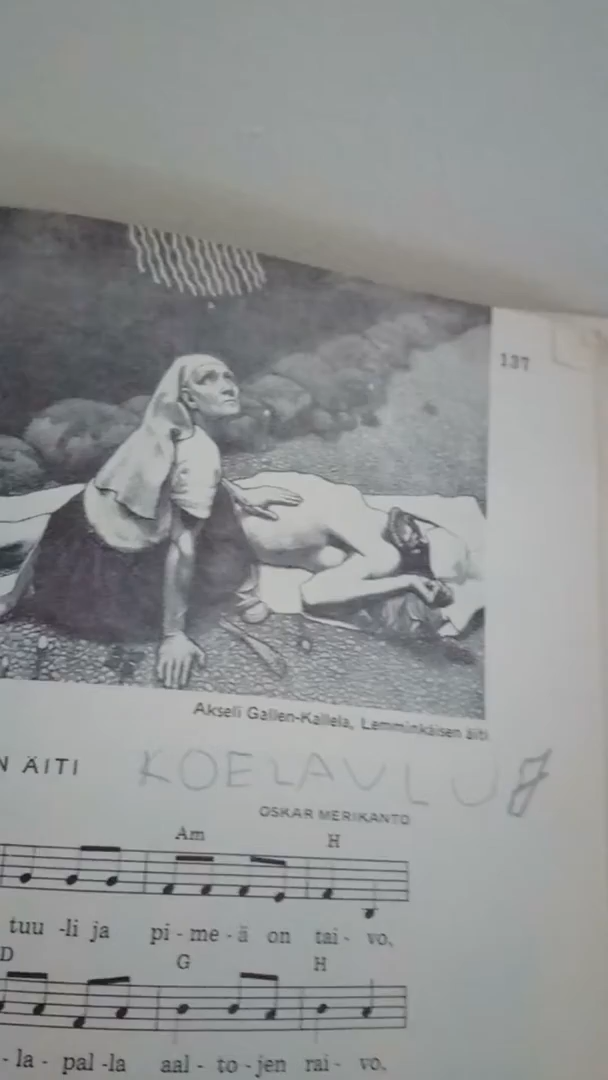 137
Akseli Gallen-Kallela, Lemminkäisen äiti
N ÄITI KOELAULU
OSKAR MERIKANTO
Am H
tuu -li ja pi - me - ä on tai - vo,
D G H
- la - pal -la aal - to - jen rai - vo.